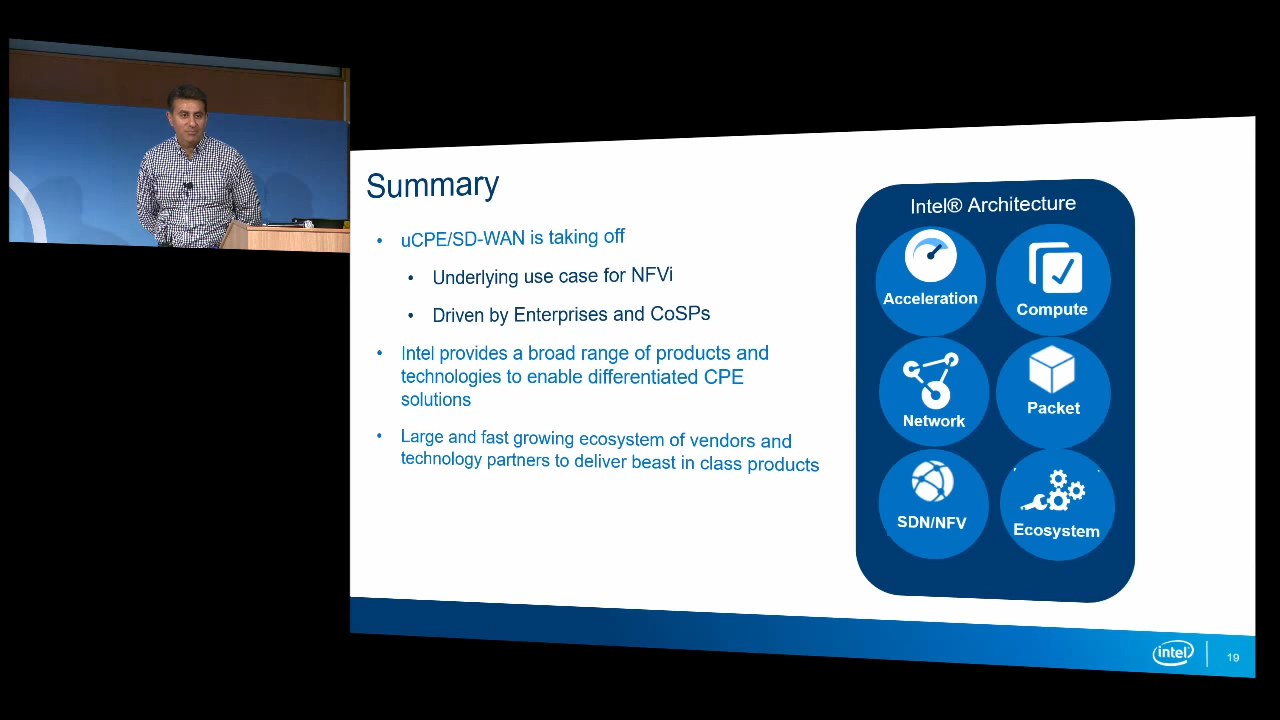 Summary
• uCPE/SD-WAN is taking off
• Underlying use case for NFVi
• Driven by Enterprises and CoSPs
• Intel provides a broad range of products and
technologies to enable differentiated CPE
solutions
• Large and fast growing ecosystem of vendors and
technology partners to deliver beast in class products
Intel® Architecture
Acceleration
Compute
Network
Packet
SDN/NFV
Ecosystem
intel
19